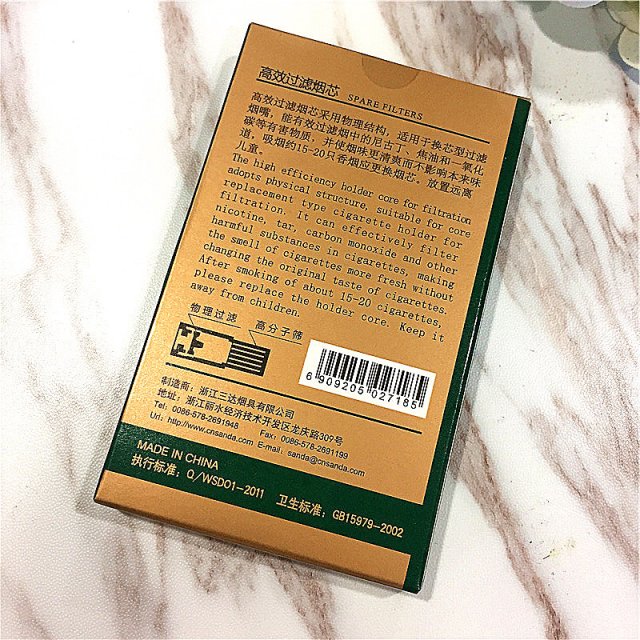 高效过滤烟芯 SPARE FILTERS
高效过滤烟芯采用物理结构，适用于换芯型过滤
烟嘴，能有效过滤烟中的尼古丁、焦油和一氧化
碳等有害物质，并使烟味更清爽而不影响本来味
道，吸烟约15-20只香烟应更换烟芯。放置远离
儿童。
The high efficiency holder core for filtration
adopts physical structure, suitable for core
replacement type cigarette holder for
filtration. It can effectively filter
nicotine, tar, carbon monoxide and other
harmful substances in cigarettes, making
the smell of cigarettes more fresh without
changing the original taste of cigarettes.
After smoking of about 15-20 cigarettes,
please replace the holder core. Keep it
away from children.
物理过滤 高分子筛
6 909205 027185
制造商：浙江三达烟具有限公司
地址：浙江丽水经济技术开发区龙庆路309号
Tel：0086-578-2691948 Fax：0086-578-2691199
Url：http://www.cnsanda.com E-mail：sanda@cnsanda.com
MADE IN CHINA
执行标准：Q/WSD01-2011 卫生标准：GB15979-2002